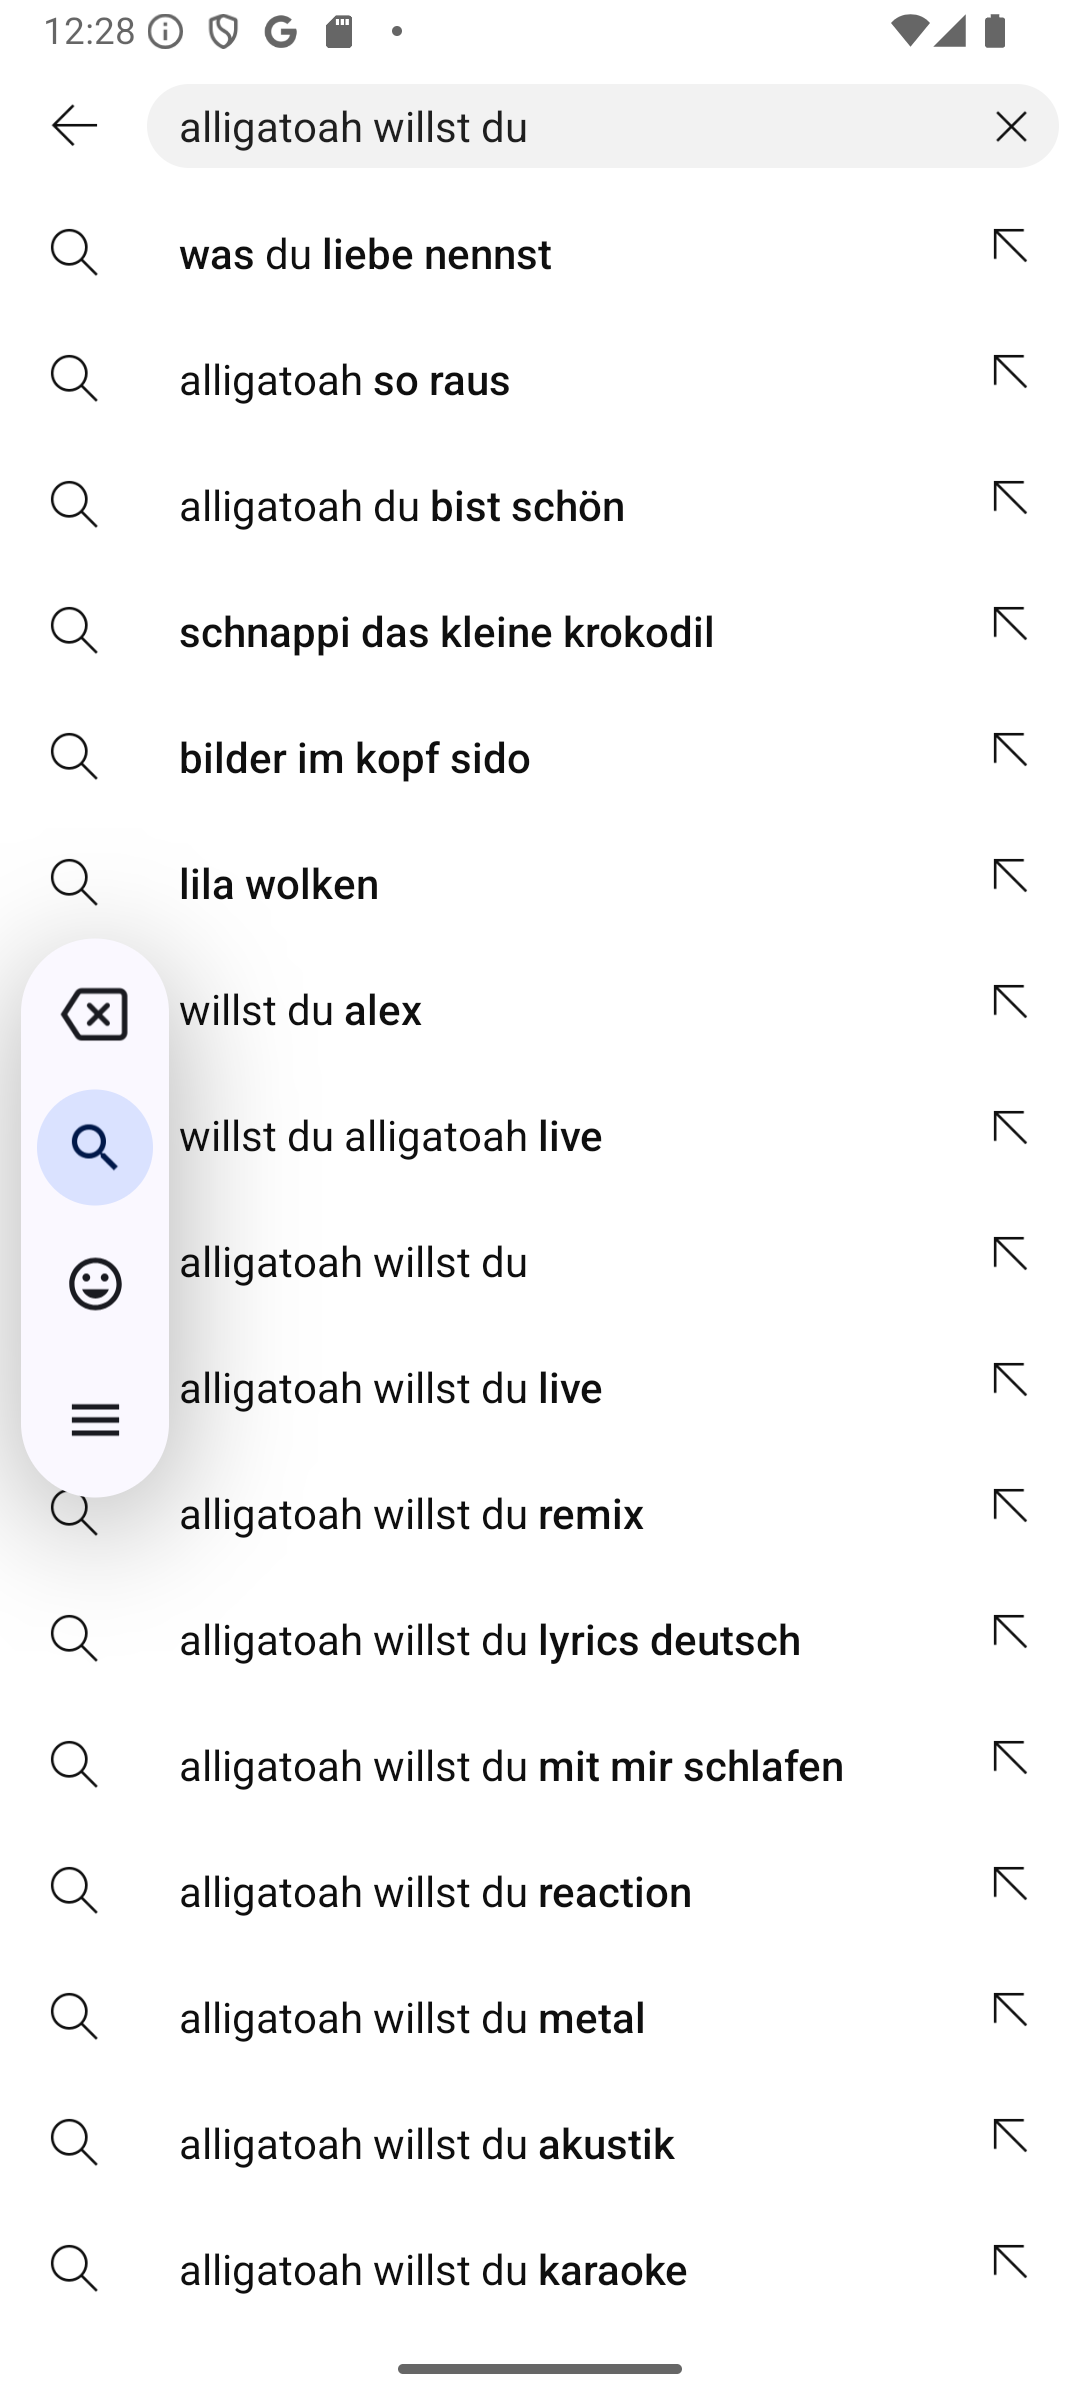 12:28
alligatoah willst du
was du liebe nennst
alligatoah so raus
alligatoah du bist schön
schnappi das kleine krokodil
bilder im kopf sido
lila wolken
willst du alex
willst du alligatoah live
alligatoah willst du
alligatoah willst du live
alligatoah willst du remix
alligatoah willst du lyrics deutsch
alligatoah willst du mit mir schlafen
alligatoah willst du reaction
alligatoah willst du metal
alligatoah willst du akustik
alligatoah willst du karaoke